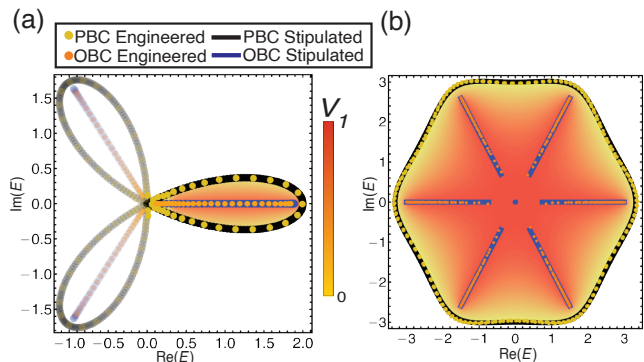 (a)
PBC Engineered
PBC Stipulated
OBC Engineered
OBC Stipulated
(b)
1.5
1.0
0.5
0.0
−0.5
−1.0
−1.5
Im(E)
−1.0
−0.5
0.0
0.5
1.0
1.5
2.0
Re(E)
V1
0
3
2
1
0
−1
−2
−3
Im(E)
−3
−2
−1
0
1
2
3
Re(E)